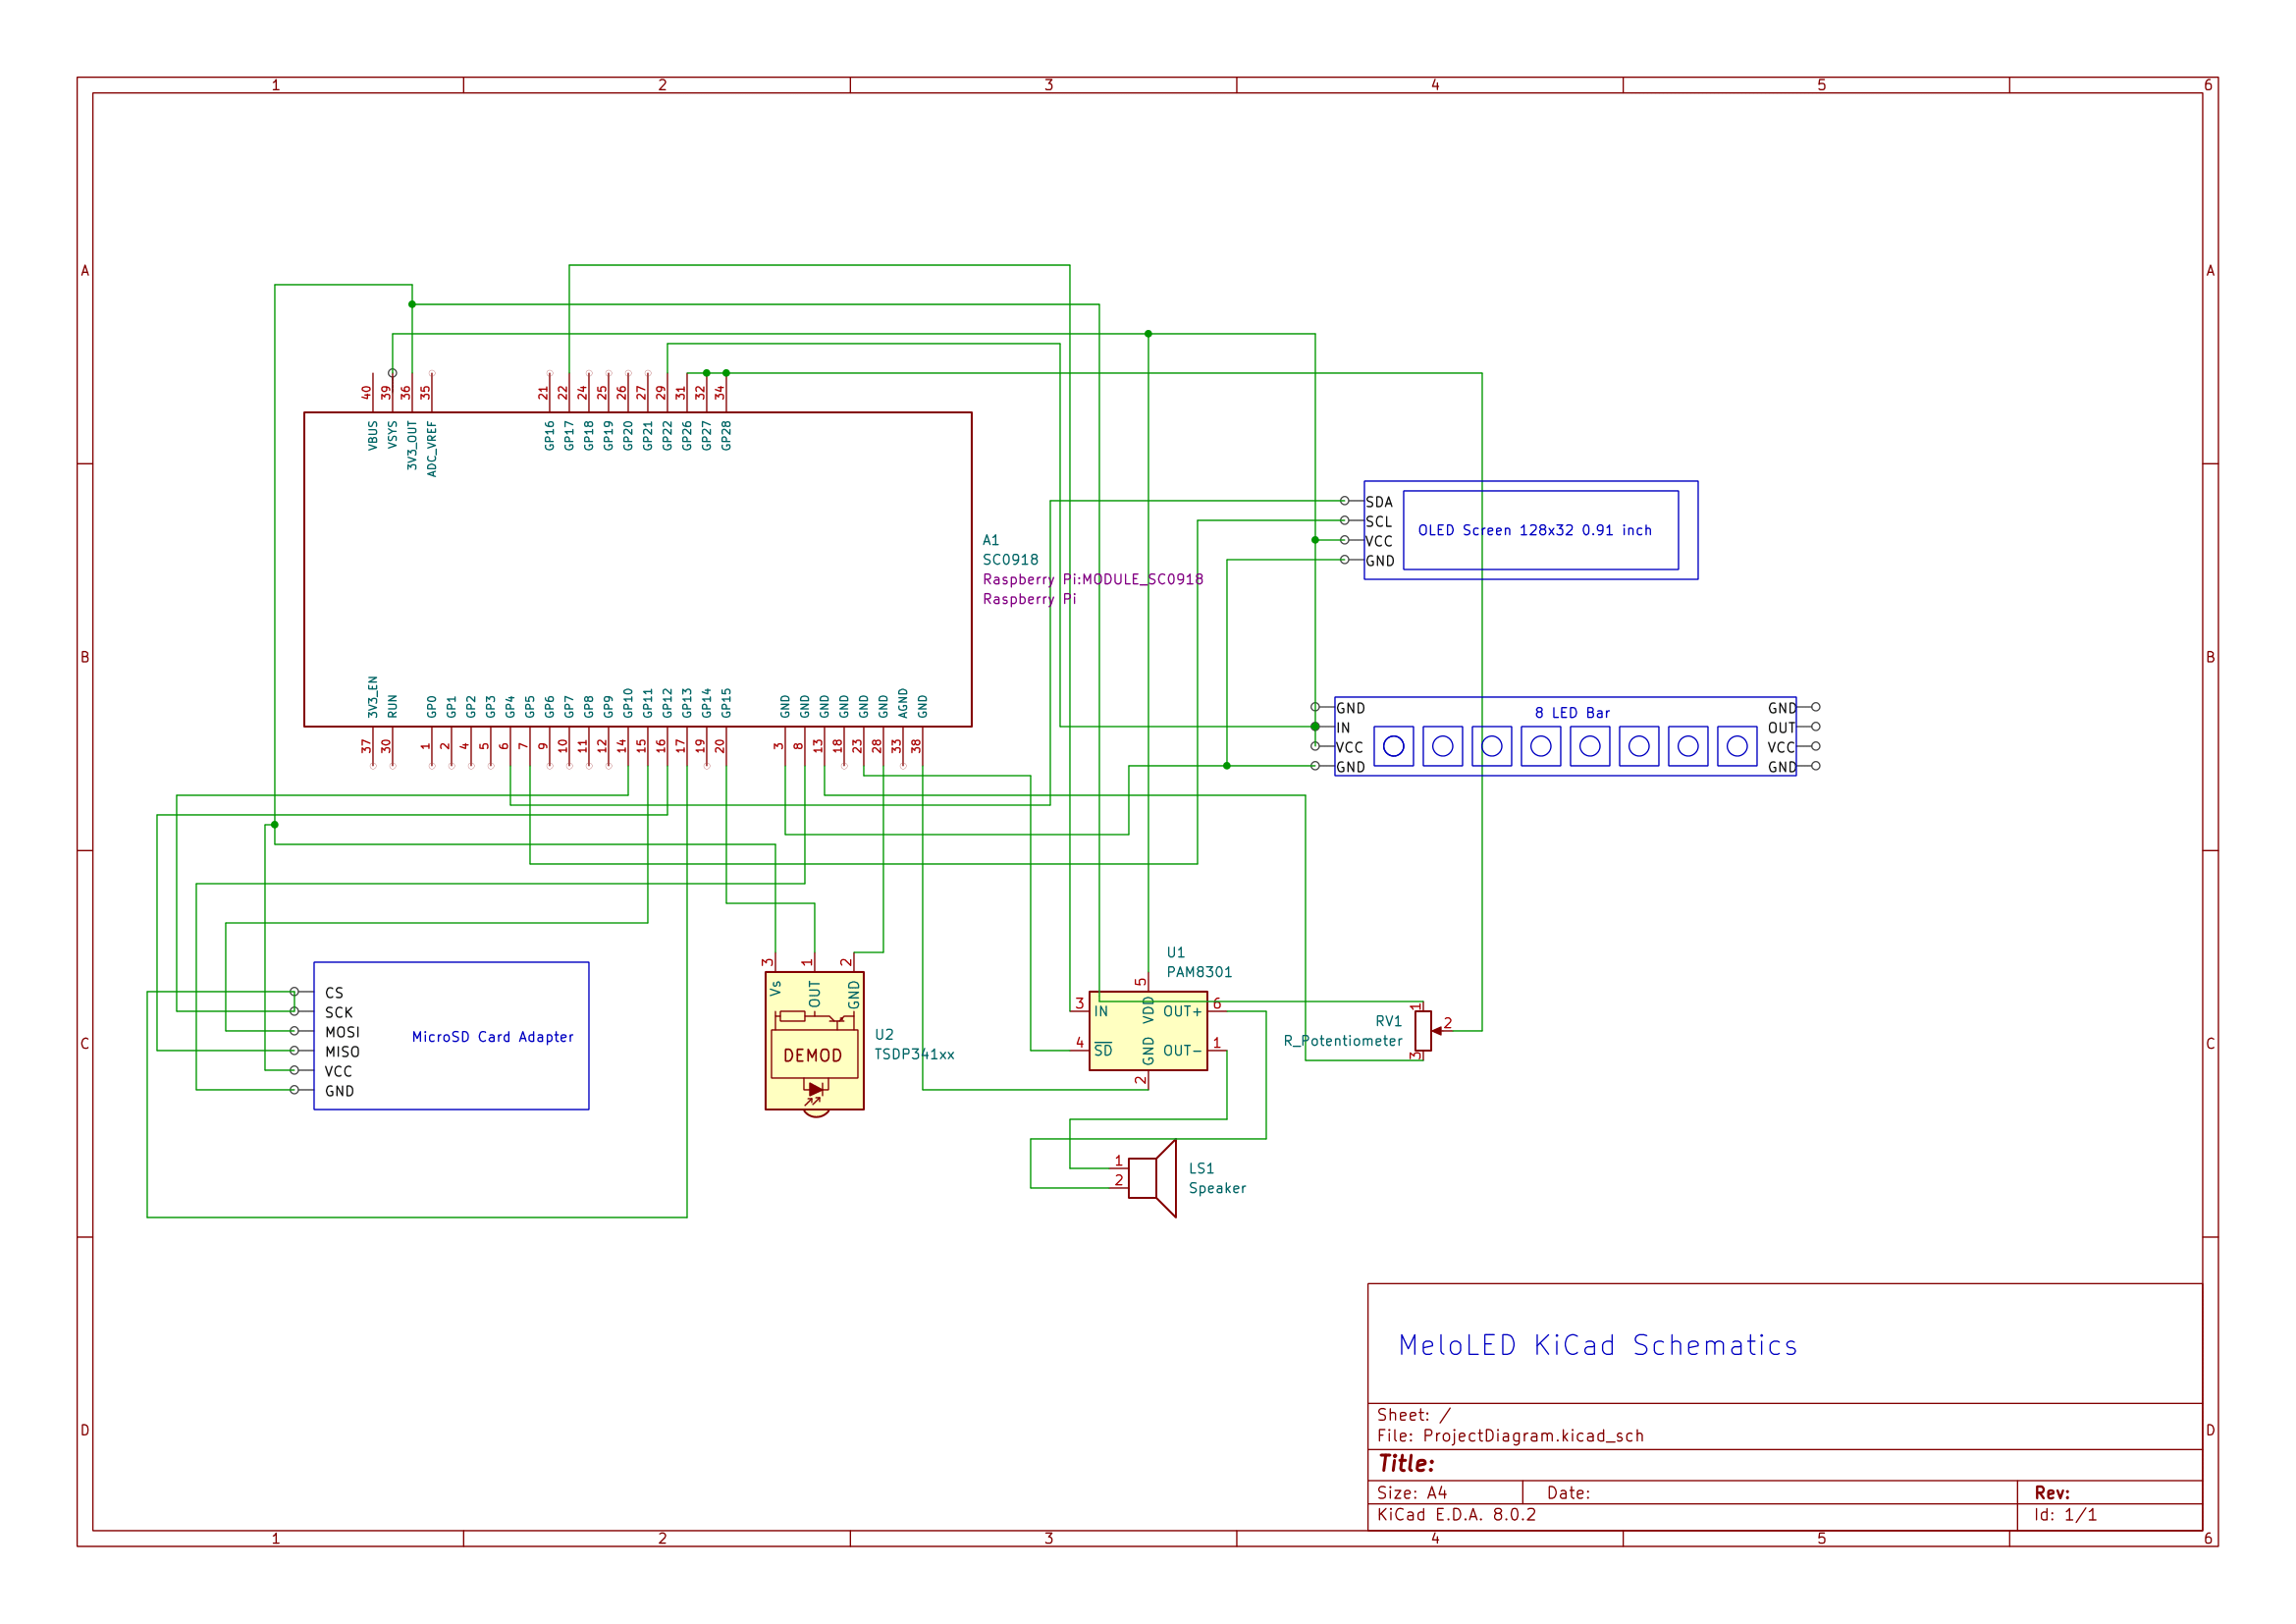 1 2 3 4 5 6
A A
40 39 36 35 21 22 24 25 26 27 29 31 32 34
VBUS VSYS 3V3_OUT ADC_VREF GP16 GP17 GP18 GP19 GP20 GP21 GP22 GP26 GP27 GP28
A1
SC0918
Raspberry Pi:MODULE_SC0918
Raspberry Pi
SDA
SCL
VCC
GND
OLED Screen 128x32 0.91 inch
B B
3V3_EN RUN GP0 GP1 GP2 GP3 GP4 GP5 GP6 GP7 GP8 GP9 GP10 GP11 GP12 GP13 GP14 GP15 GND GND GND GND GND GND AGND GND
37 30 1 2 4 5 6 7 9 10 11 12 14 15 16 17 19 20 3 8 13 18 23 28 33 38
8 LED Bar
GND GND
IN OUT
VCC VCC
GND GND
CS
SCK
MOSI
MISO
VCC
GND
MicroSD Card Adapter
3 1 2
Vs OUT GND
DEMOD
U2
TSDP341xx
U1
PAM8301
5
VDD
3 IN OUT+ 6
4 SD OUT- 1
GND
2
RV1
R_Potentiometer
1
2
3
C C
1
2
LS1
Speaker
MeloLED KiCad Schematics
Sheet: /
File: ProjectDiagram.kicad_sch
Title:
Size: A4 Date: Rev:
KiCad E.D.A. 8.0.2 Id: 1/1
D D
1 2 3 4 5 6